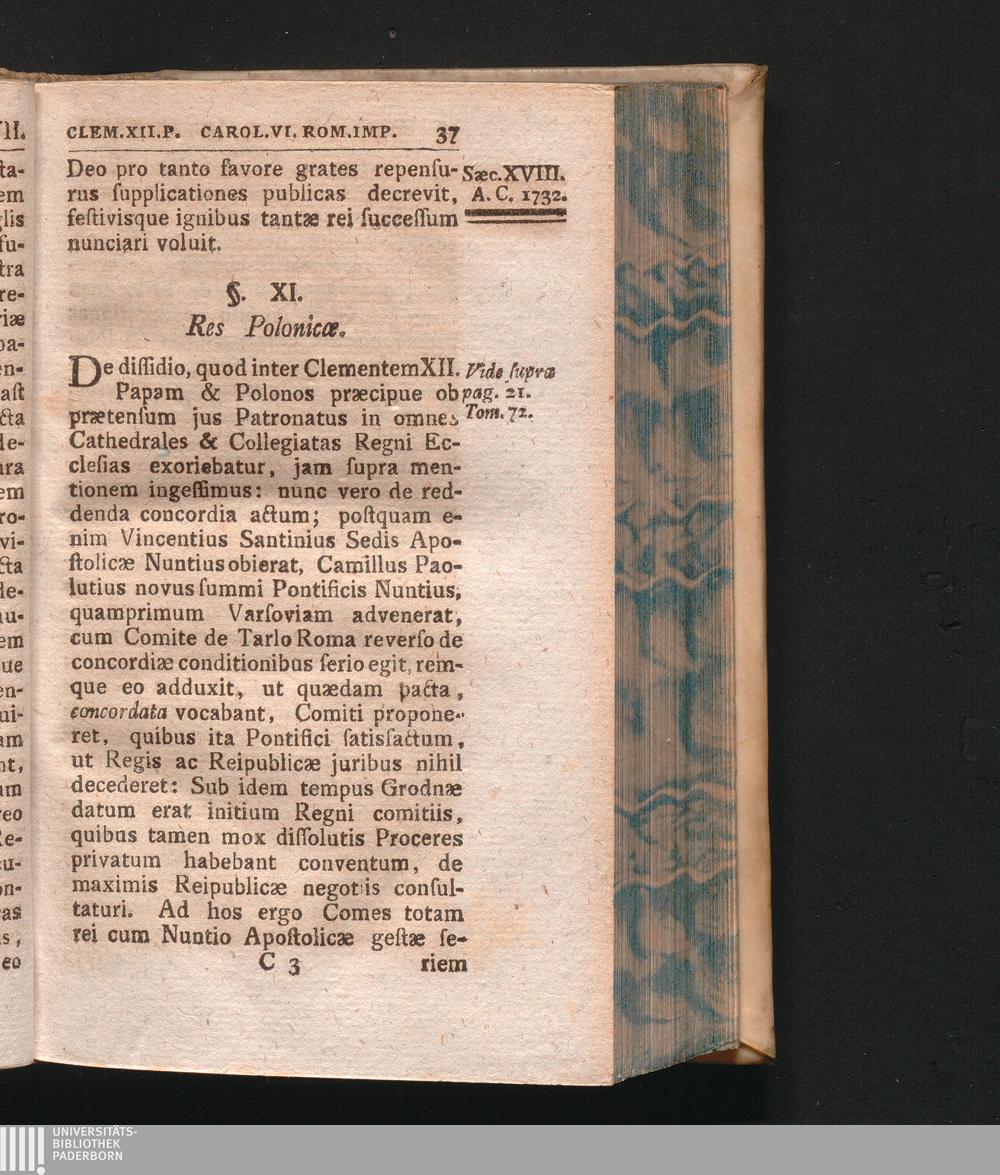 CLEM.XII.P. CAROL.VI. ROM.IMP. 37
Deo pro tanto favore grates repenſu-
rus ſupplicationes publicas decrevit,
feſtivisque ignibus tantæ rei ſucceſſum
nunciari voluit.
Sæc.XVIII.
A. C. 1732.
§. XI.
Res Polonicæ.
De diſſidio, quod inter Clementem XII.
Papam & Polonos præcipue ob
prætenſum jus Patronatus in omnes
Cathedrales & Collegiatas Regni Ec-
cleſias exoriebatur, jam ſupra men-
tionem ingeſſimus: nunc vero de red-
denda concordia actum; poſtquam e-
nim Vincentius Santinius Sedis Apo-
ſtolicæ Nuntius obierat, Camillus Pao-
lutius novus ſummi Pontificis Nuntius,
quamprimum Varſoviam advenerat,
cum Comite de Tarlo Roma reverſo de
concordiæ conditionibus ſerio egit, rem-
que eo adduxit, ut quædam pacta,
concordata vocabant, Comiti propone-
ret, quibus ita Pontifici ſatisfactum,
ut Regis ac Reipublicæ juribus nihil
decederet: Sub idem tempus Grodnæ
datum erat initium Regni comitiis,
quibus tamen mox diſſolutis Proceres
privatum habebant conventum, de
maximis Reipublicæ negotiis conſul-
taturi. Ad hos ergo Comes totam
rei cum Nuntio Apoſtolicæ geſtæ ſe-
C 3 riem
Vide ſupra
pag. 21.
Tom. 72.
UNIVERSITÄTS-
BIBLIOTHEK
PADERBORN